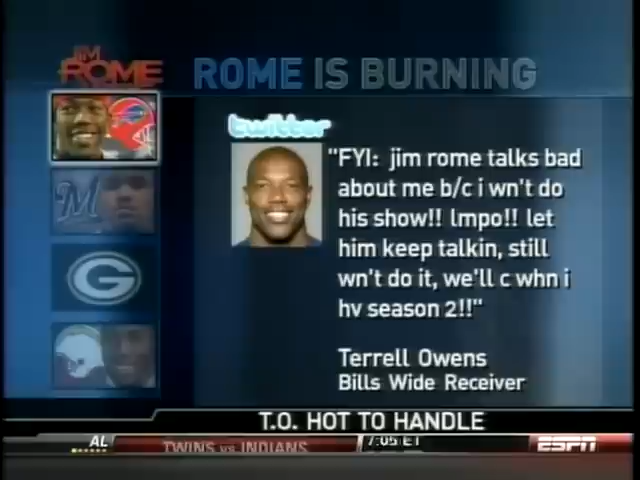 JIM
ROME
ROME IS BURNING
twitter
"FYI: jim rome talks bad
about me b/c i wn't do
his show!! lmpo!! let
him keep talkin, still
wn't do it, we'll c whn i
hv season 2!!"
Terrell Owens
Bills Wide Receiver
M
G
T.O. HOT TO HANDLE
AL
TWINS vs INDIANS
7:05 ET
ESPN